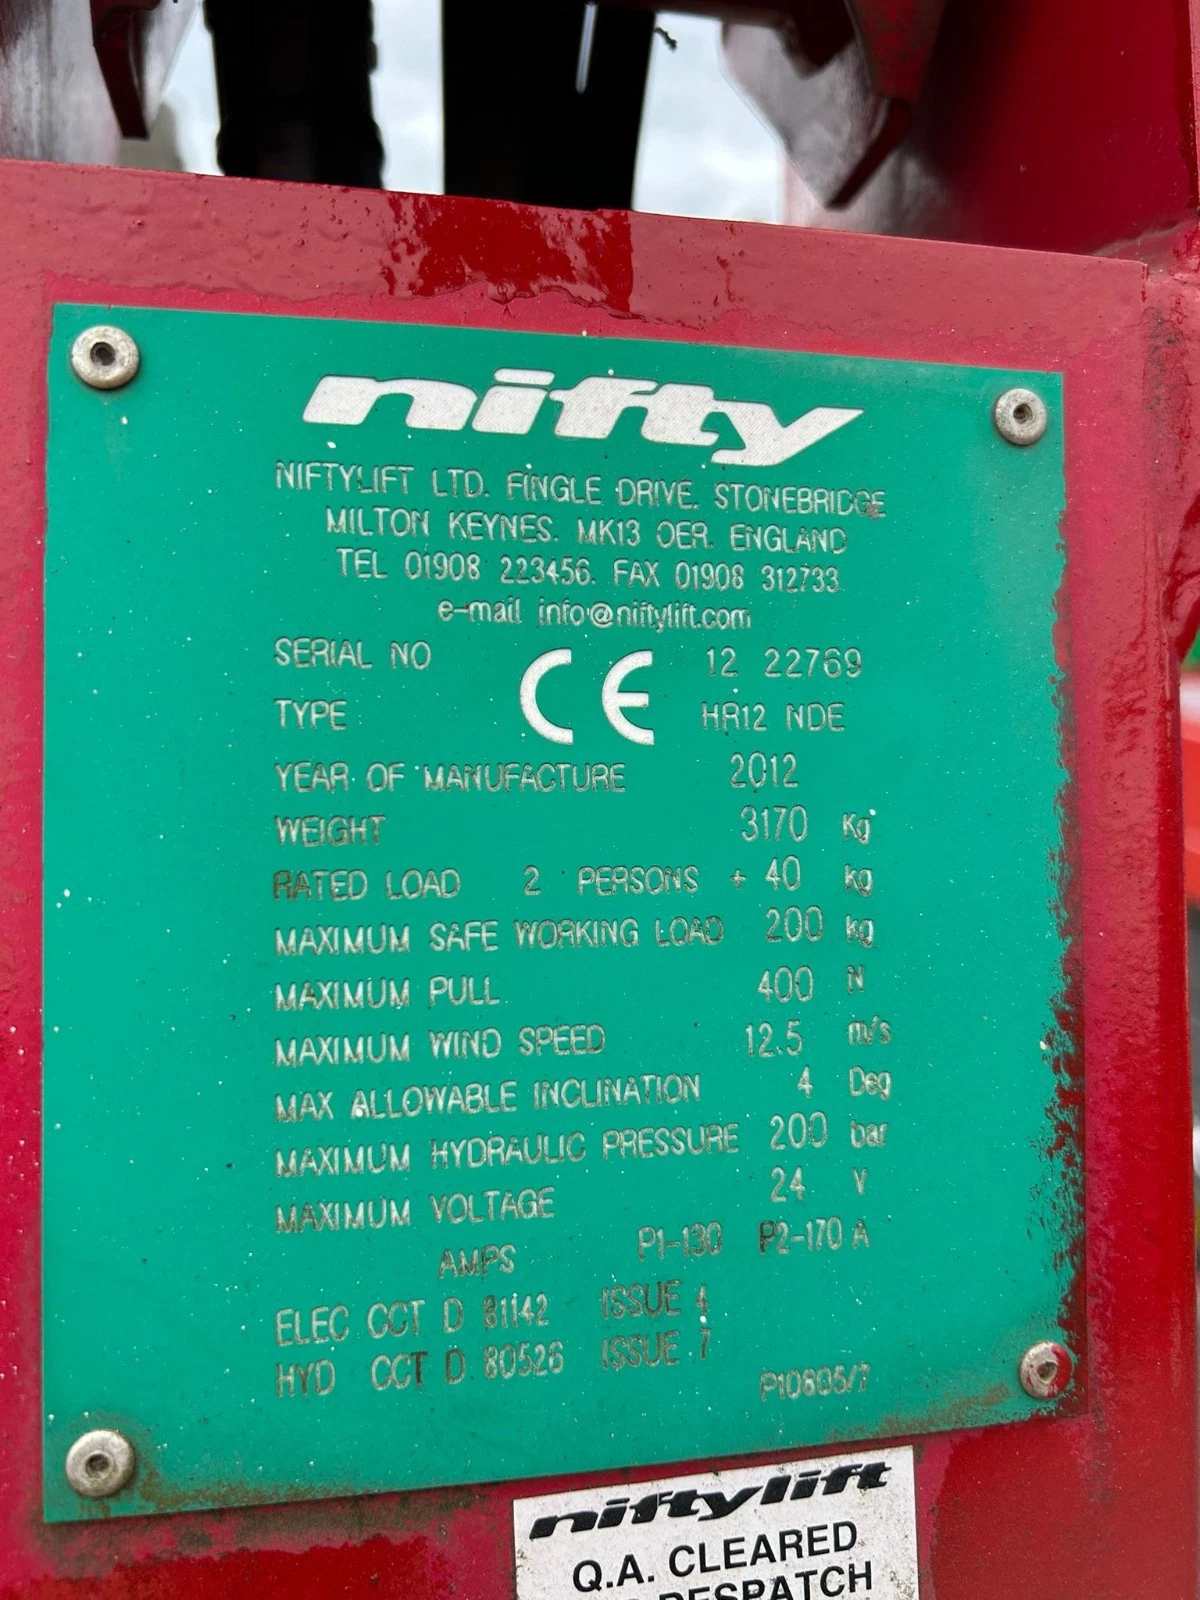 nifty
NIFTYLIFT LTD. FINGLE DRIVE. STONEBRIDGE
MILTON KEYNES. MK13 OER. ENGLAND
TEL 01908 223456. FAX 01908 312733
e-mail info@niftylift.com
SERIAL NO CE 12 22769
TYPE HR12 NDE
YEAR OF MANUFACTURE 2012
WEIGHT 3170 Kg
RATED LOAD 2 PERSONS + 40 kg
MAXIMUM SAFE WORKING LOAD 200 kg
MAXIMUM PULL 400 N
MAXIMUM WIND SPEED 12.5 m/s
MAX ALLOWABLE INCLINATION 4 Deg
MAXIMUM HYDRAULIC PRESSURE 200 bar
MAXIMUM VOLTAGE 24 V
AMPS P1-130 P2-170 A
ELEC CCT D 81142 ISSUE 4
HYD CCT D 80526 ISSUE 7
P10805/7
niftylift
Q.A. CLEARED
DESPATCH